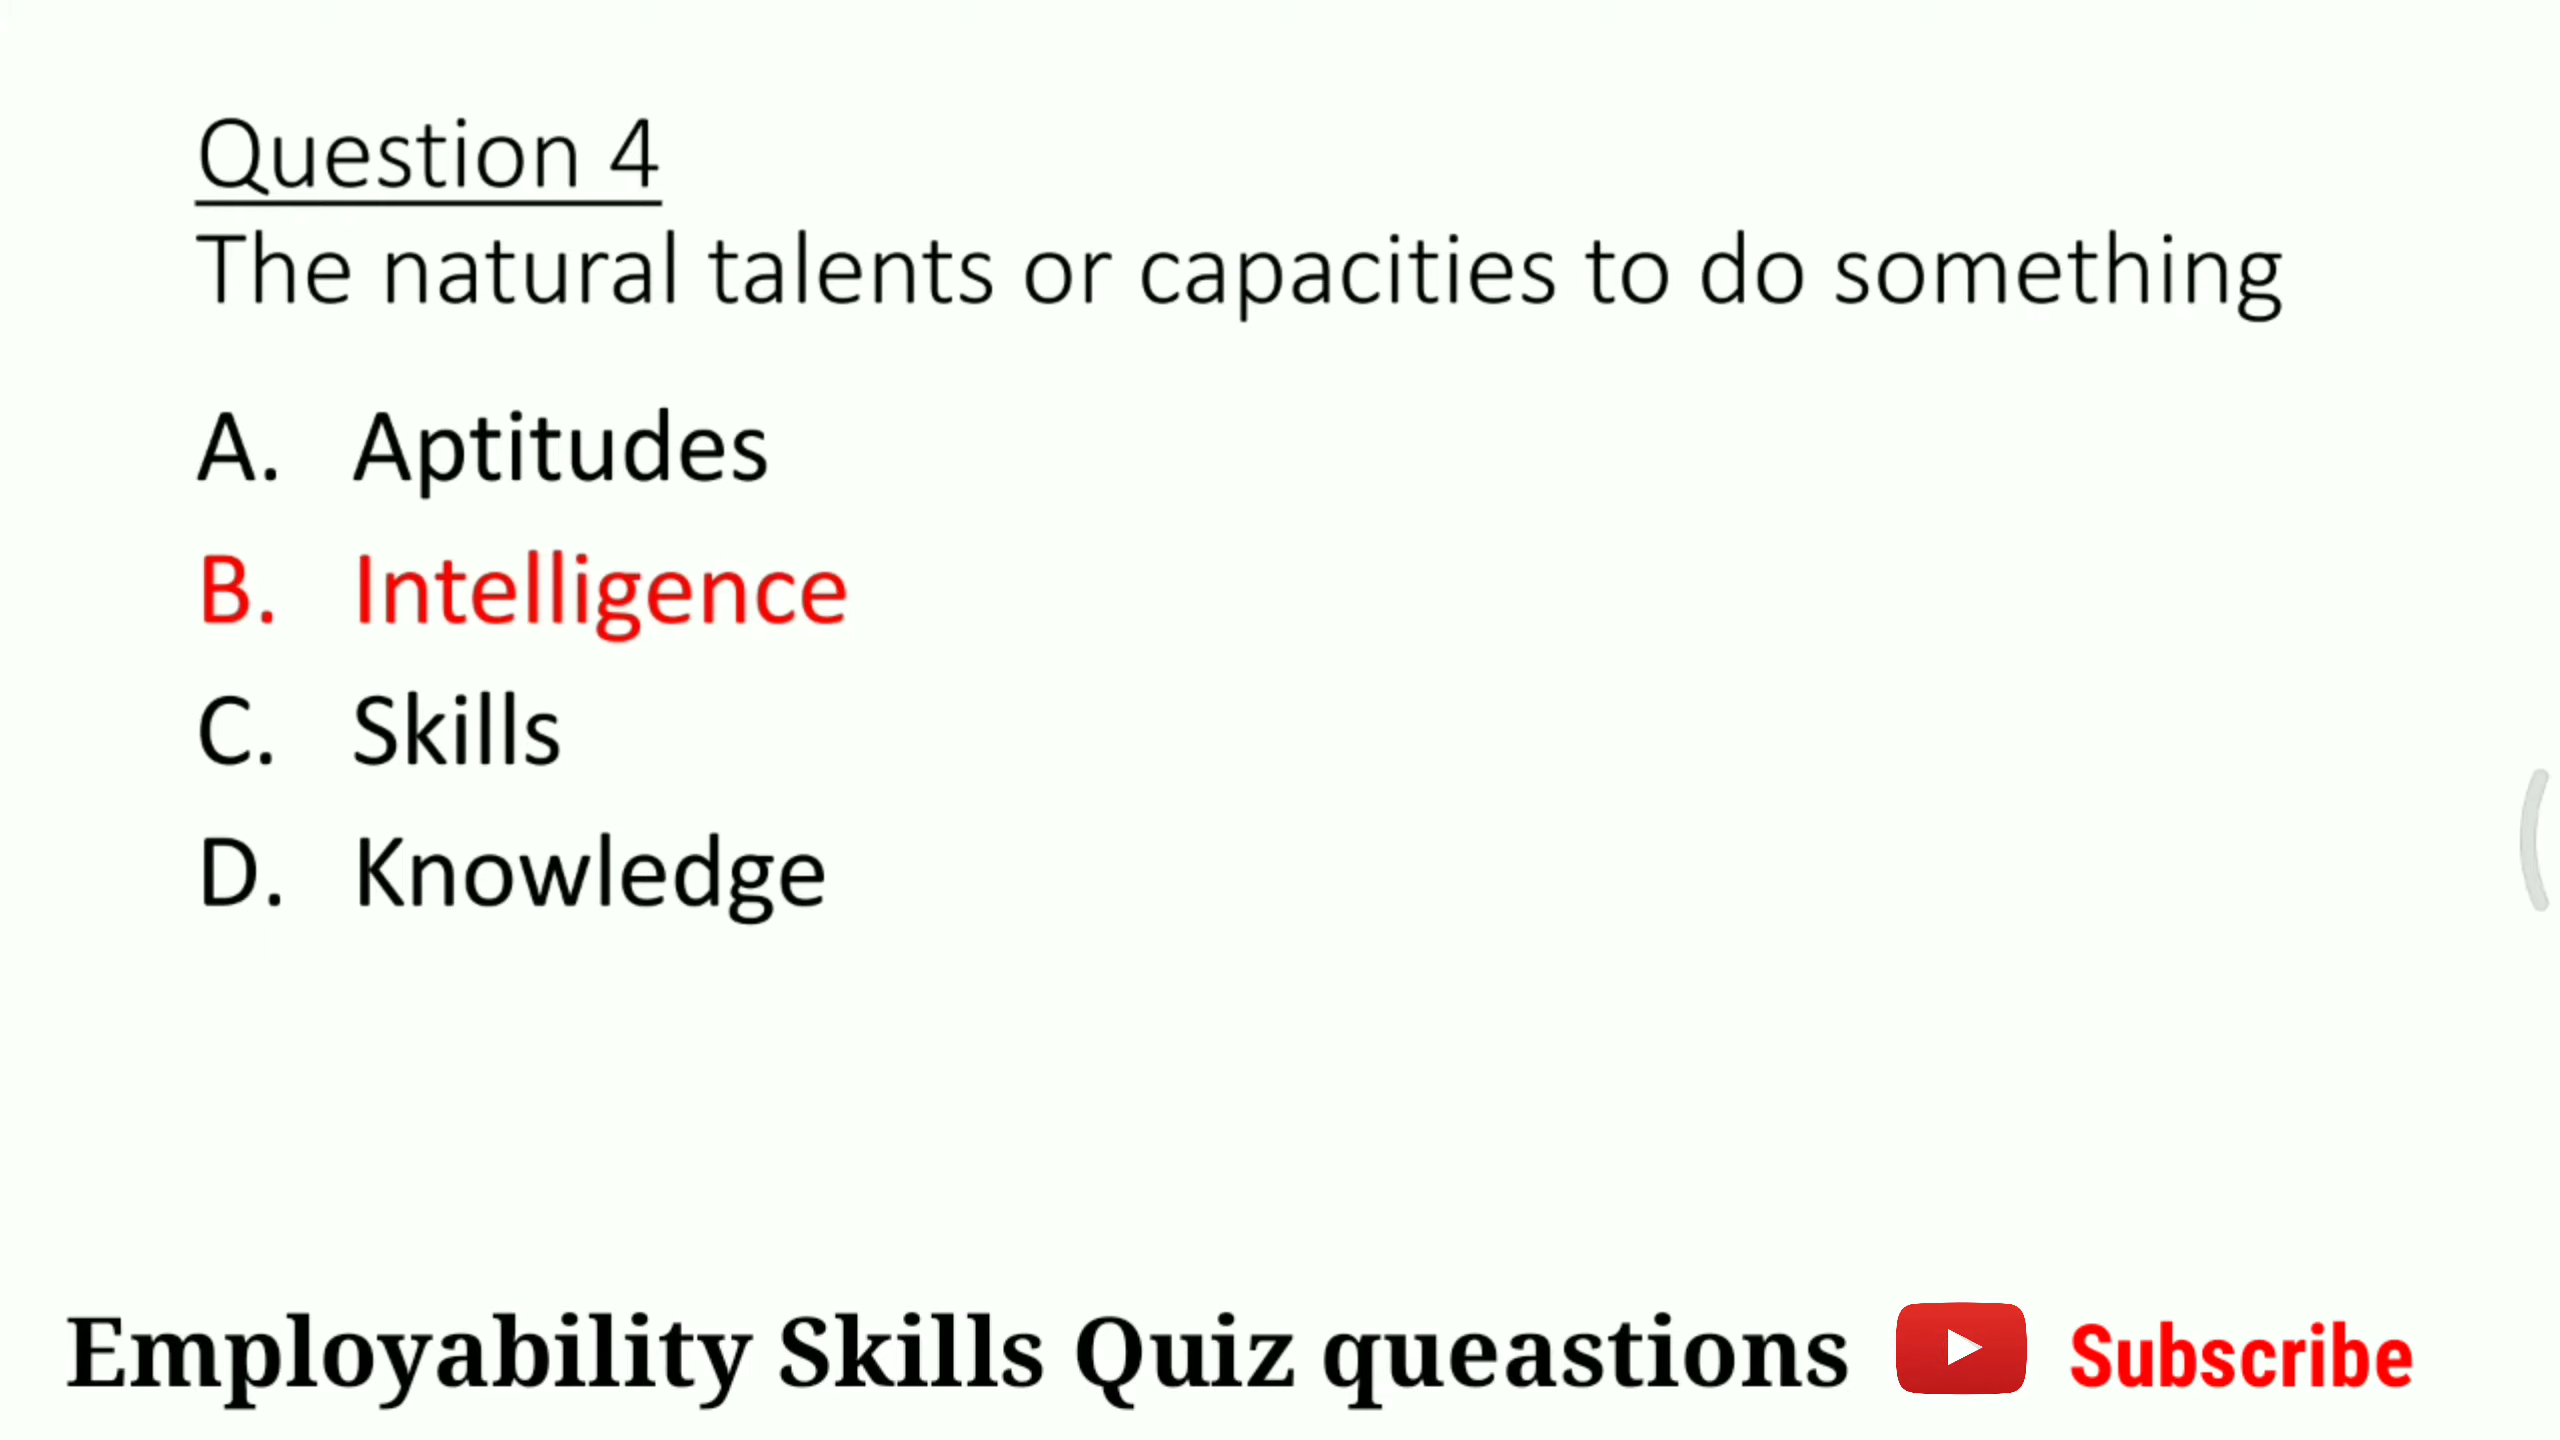 Question 4
The natural talents or capacities to do something
A. Aptitudes
B. Intelligence
C. Skills
D. Knowledge
Employability Skills Quiz queastions Subscribe